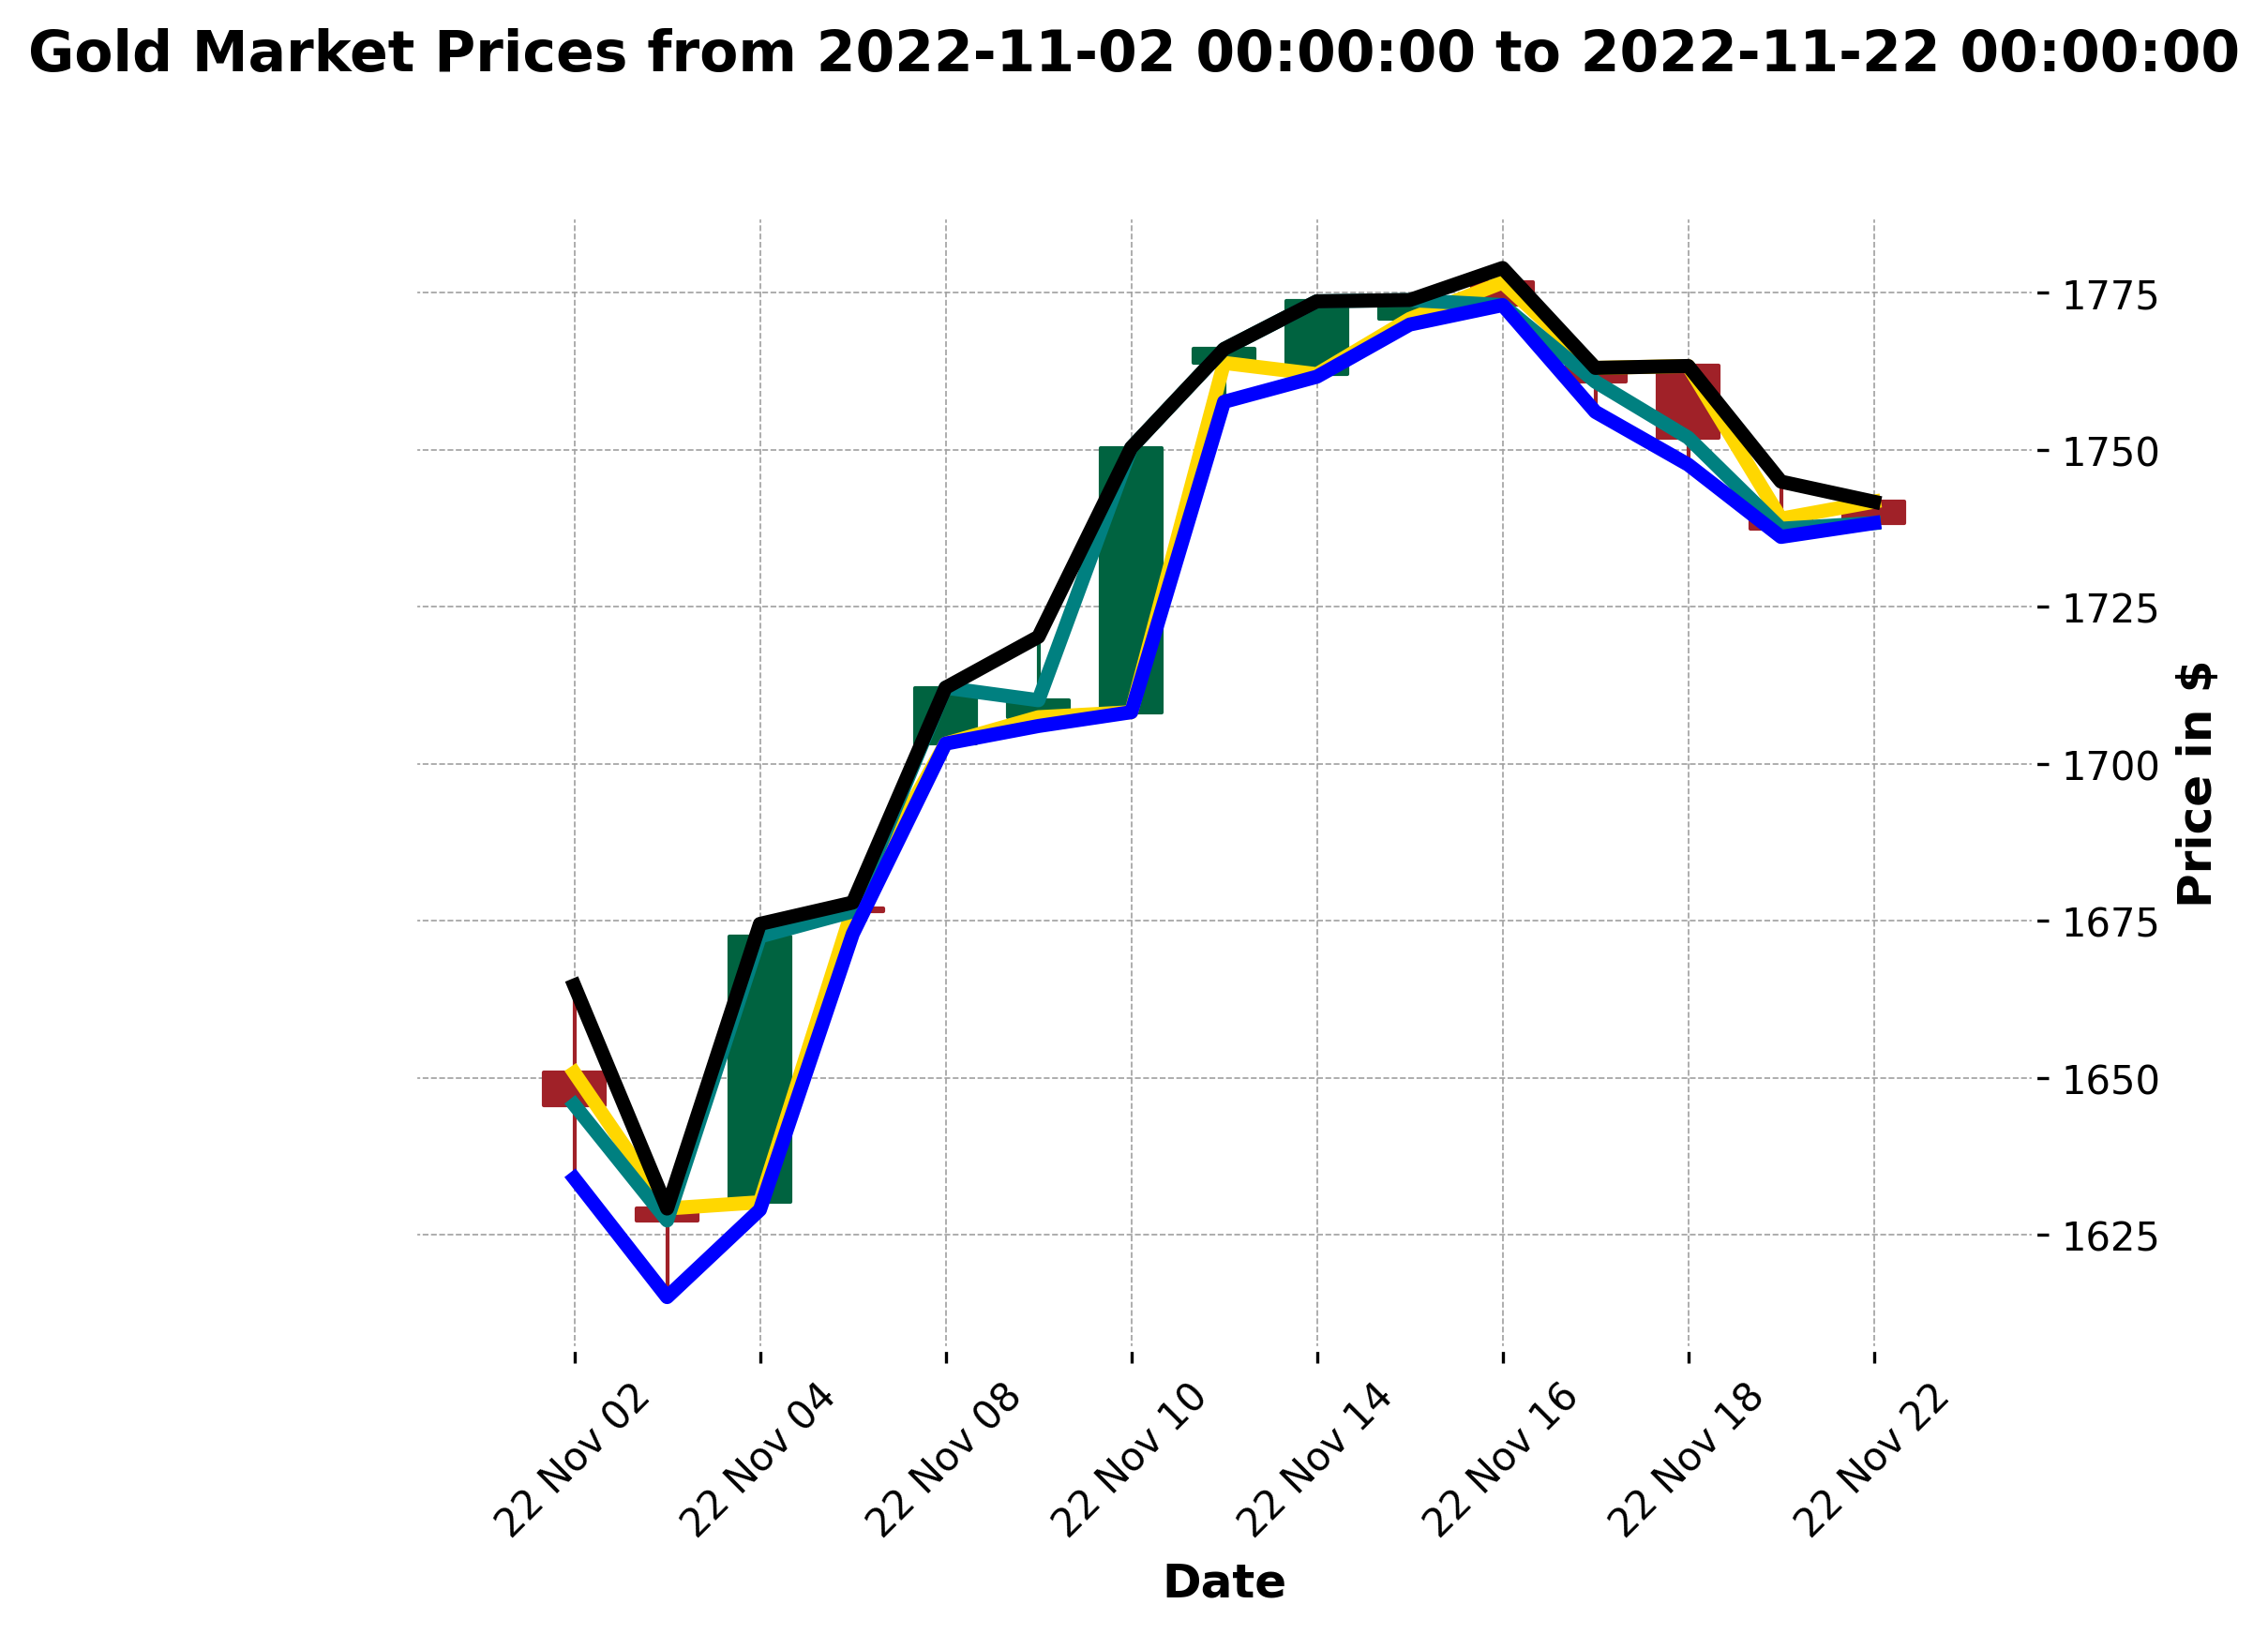 Gold Market Prices from 2022-11-02 00:00:00 to 2022-11-22 00:00:00
1775
1750
1725
1700
1675
1650
1625
Price in $
22 Nov 02
22 Nov 04
22 Nov 08
22 Nov 10
22 Nov 14
22 Nov 16
22 Nov 18
22 Nov 22
Date